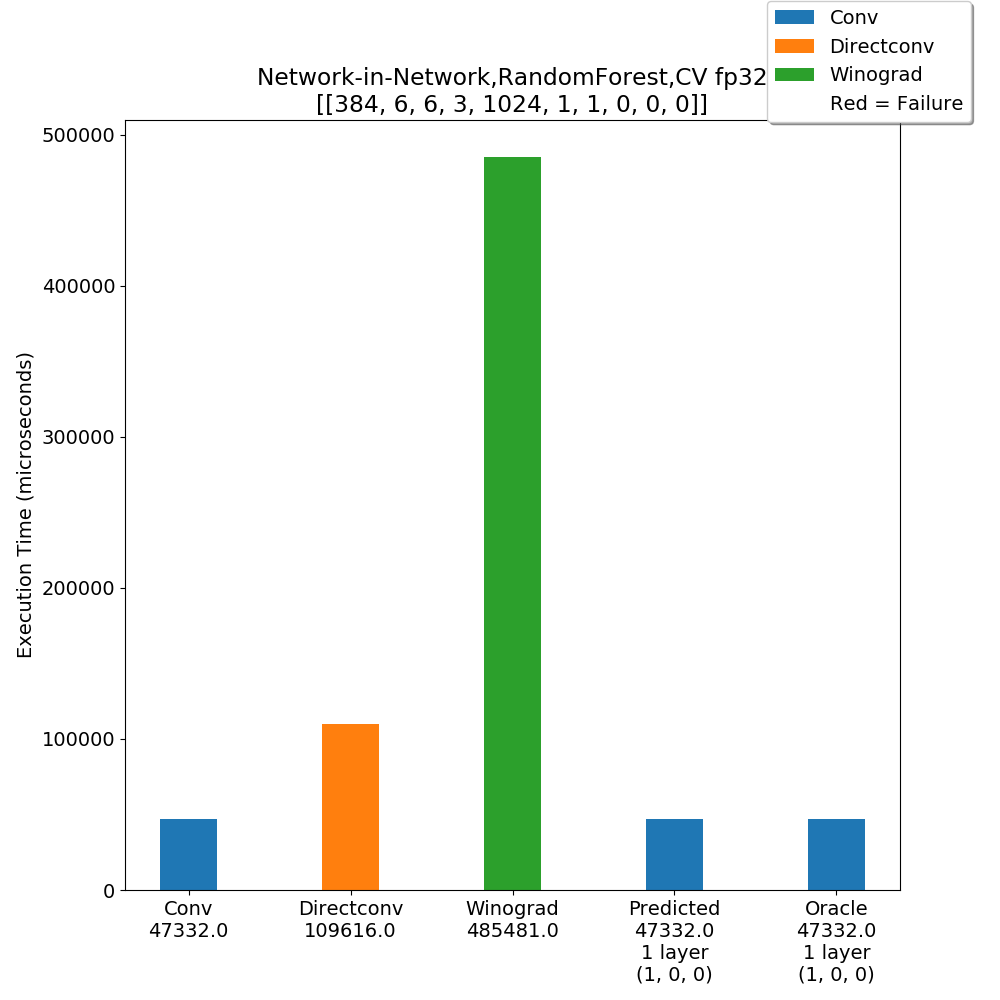 Conv
Directconv
Winograd
Red = Failure
Network-in-Network,RandomForest,CV fp32
[[384, 6, 6, 3, 1024, 1, 1, 0, 0, 0]]
Execution Time (microseconds)
500000
400000
300000
200000
100000
0
Conv
47332.0
Directconv
109616.0
Winograd
485481.0
Predicted
47332.0
1 layer
(1, 0, 0)
Oracle
47332.0
1 layer
(1, 0, 0)